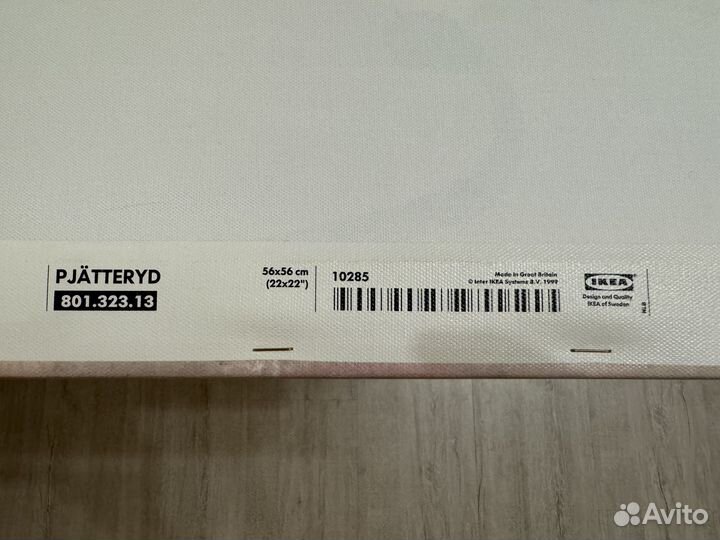 PJÄTTERYD
801.323.13
56x56 cm
(22x22")
10285
Made in Great Britain
© Inter IKEA Systems B.V. 1999
IKEA
Design and Quality
IKEA of Sweden
NLB
Avito